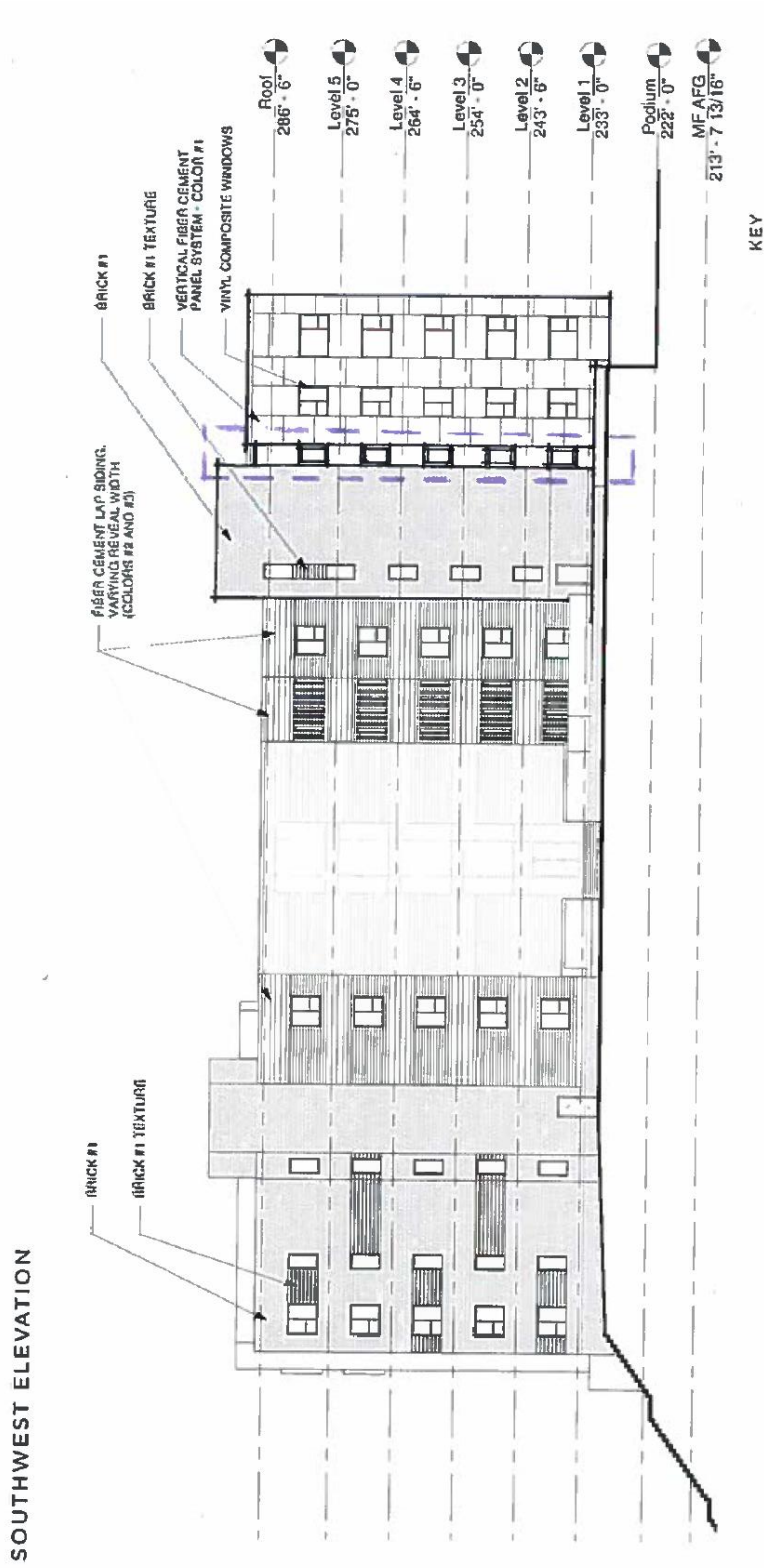 SOUTHWEST ELEVATION
BRICK #1
BRICK #1 TEXTURE
FIBER CEMENT LAP SIDING,
VARYING REVEAL WIDTH
(COLORS #2 AND #3)
BRICK #1
BRICK #1 TEXTURE
VERTICAL FIBER CEMENT
PANEL SYSTEM - COLOR #1
VINYL COMPOSITE WINDOWS
Roof
286' - 6"
Level 5
275' - 0"
Level 4
264' - 6"
Level 3
254' - 0"
Level 2
243' - 6"
Level 1
233' - 0"
Podium
222' - 0"
MF AFG
213' - 7 13/16"
KEY